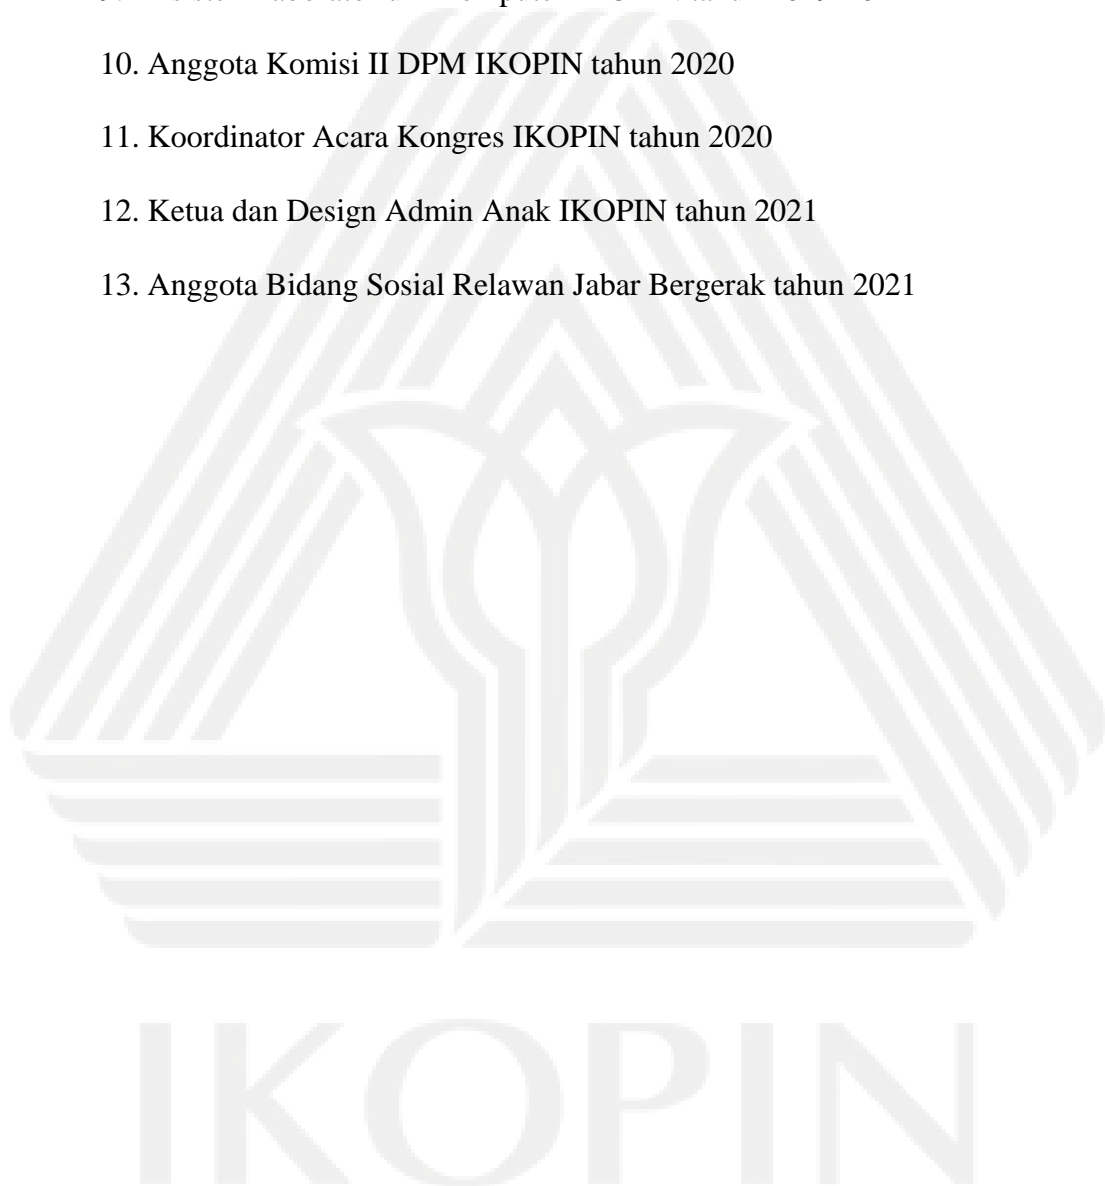 10. Anggota Komisi II DPM IKOPIN tahun 2020
11. Koordinator Acara Kongres IKOPIN tahun 2020
12. Ketua dan Design Admin Anak IKOPIN tahun 2021
13. Anggota Bidang Sosial Relawan Jabar Bergerak tahun 2021
IKOPIN